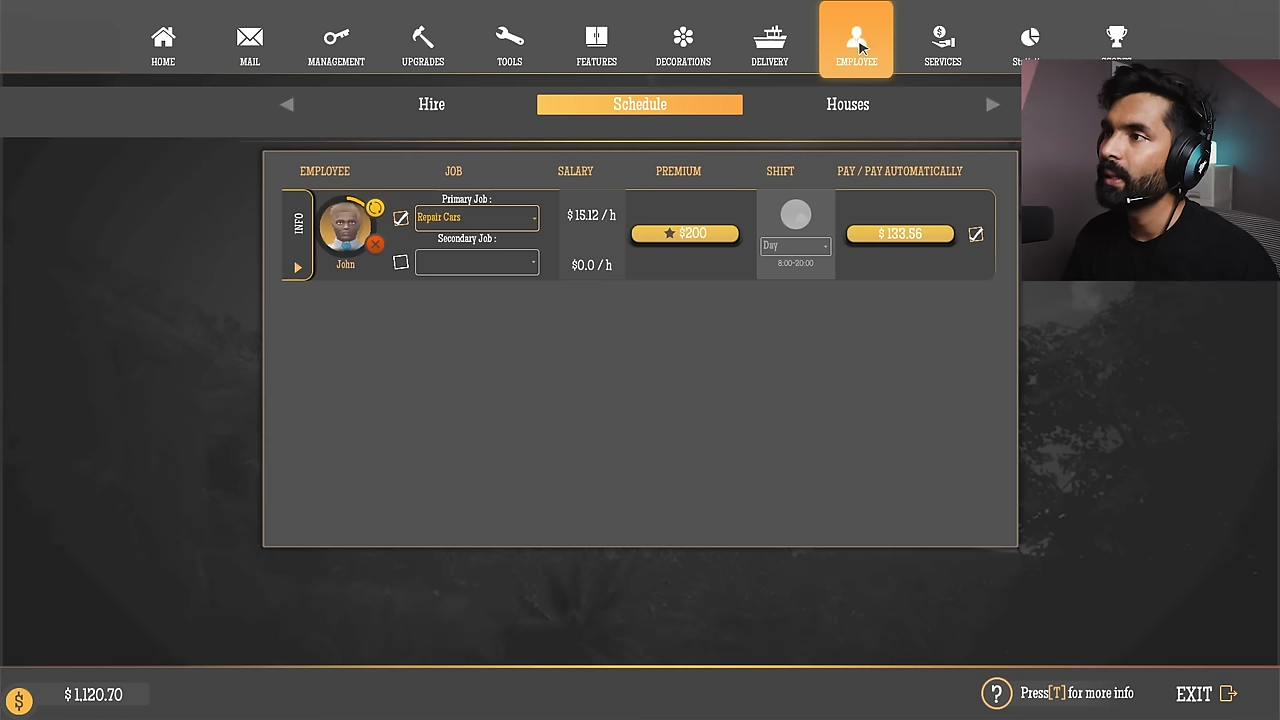 HOME
MAIL
MANAGEMENT
UPGRADES
TOOLS
FEATURES
DECORATIONS
DELIVERY
EMPLOYEE
SERVICES
Hire
Schedule
Houses
EMPLOYEE
JOB
SALARY
PREMIUM
SHIFT
PAY / PAY AUTOMATICALLY
INFO
John
Primary Job :
Repair Cars
Secondary Job :
$ 15.12 / h
$0.0 / h
$200
Day
8:00-20:00
$ 133.56
$ 1,120.70
? Press[T] for more info
EXIT